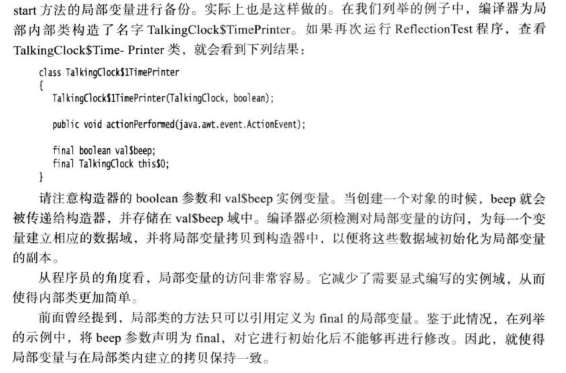 start 方法的局部变量进行备份。实际上也是这样做的。在我们列举的例子中，编译器为局
部内部类构造了名字 TalkingClock$TimePrinter。如果再次运行 ReflectionTest 程序，查看
TalkingClock$Time- Printer 类，就会看到下列结果：
class TalkingClock$1TimePrinter
{
TalkingClock$1TimePrinter(TalkingClock, boolean);
public void actionPerformed(java.awt.event.ActionEvent);
final boolean val$beep;
final TalkingClock this$0;
}
请注意构造器的 boolean 参数和 val$beep 实例变量。当创建一个对象的时候，beep 就会
被传递给构造器，并存储在 val$beep 域中。编译器必须检测对局部变量的访问，为每一个变
量建立相应的数据域，并将局部变量拷贝到构造器中，以便将这些数据域初始化为局部变量
的副本。
从程序员的角度看，局部变量的访问非常容易。它减少了需要显式编写的实例域，从而
使得内部类更加简单。
前面曾经提到，局部类的方法只可以引用定义为 final 的局部变量。鉴于此情况，在列举
的示例中，将 beep 参数声明为 final，对它进行初始化后不能够再进行修改。因此，就使得
局部变量与在局部类内建立的拷贝保持一致。